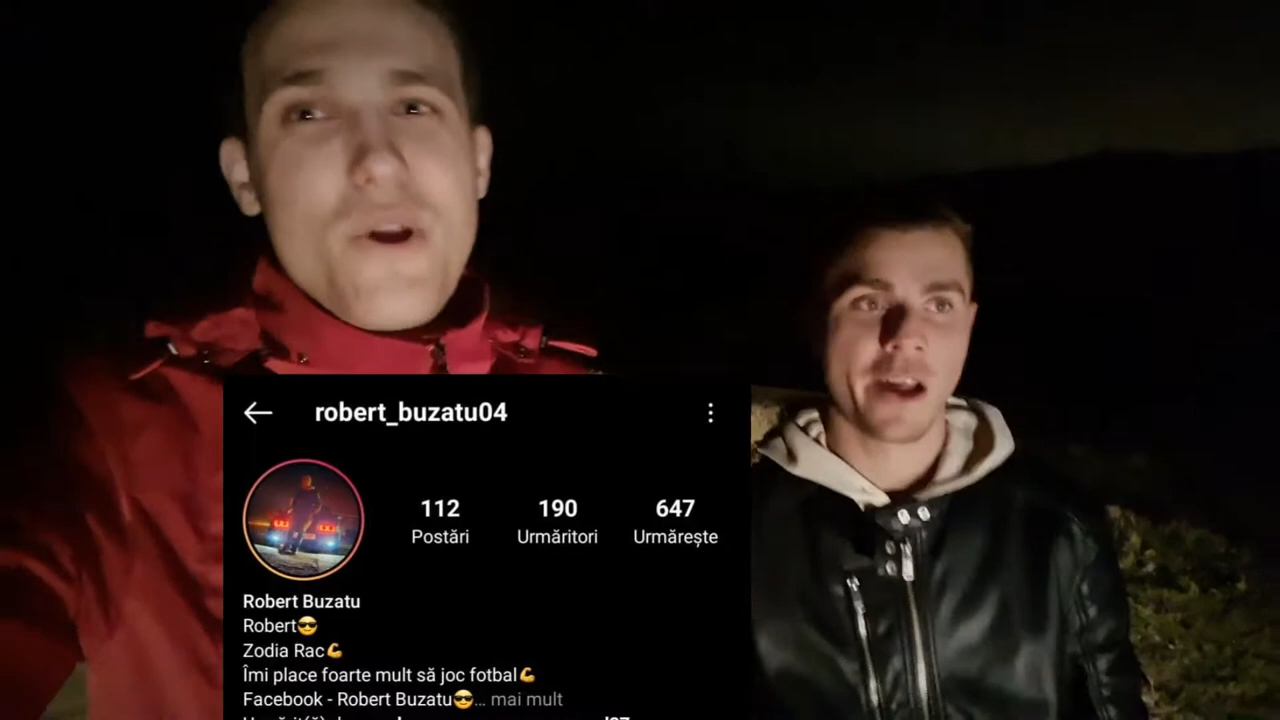 robert_buzatu04
112 190 647
Postări Urmăritori Urmărește
Robert Buzatu
Robert😎
Zodia Rac💪
Îmi place foarte mult să joc fotbal💪
Facebook - Robert Buzatu😎... mai mult